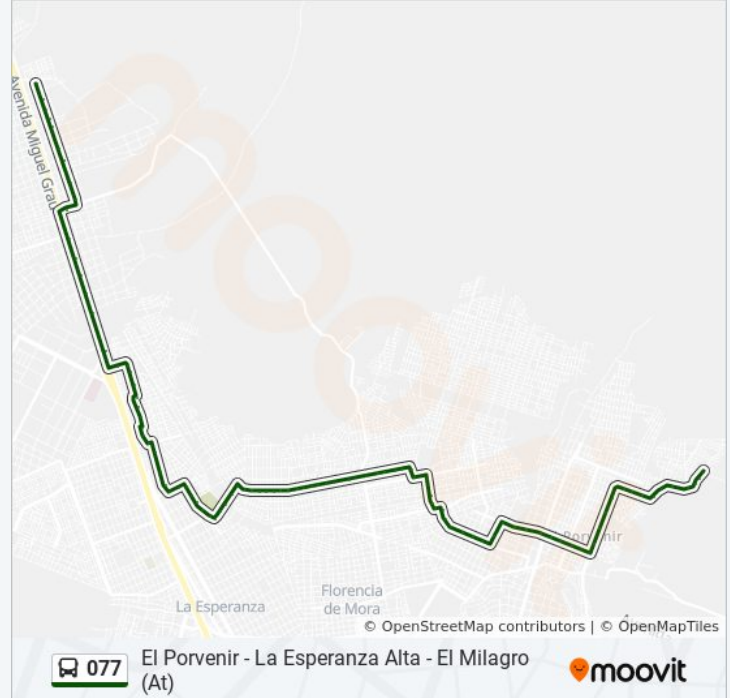 Avenida Miguel Grau
Porvenir
La Esperanza
Florencia
de Mora
© OpenStreetMap contributors | © OpenMapTiles
077
El Porvenir - La Esperanza Alta - El Milagro
(At)
moovit
moovit